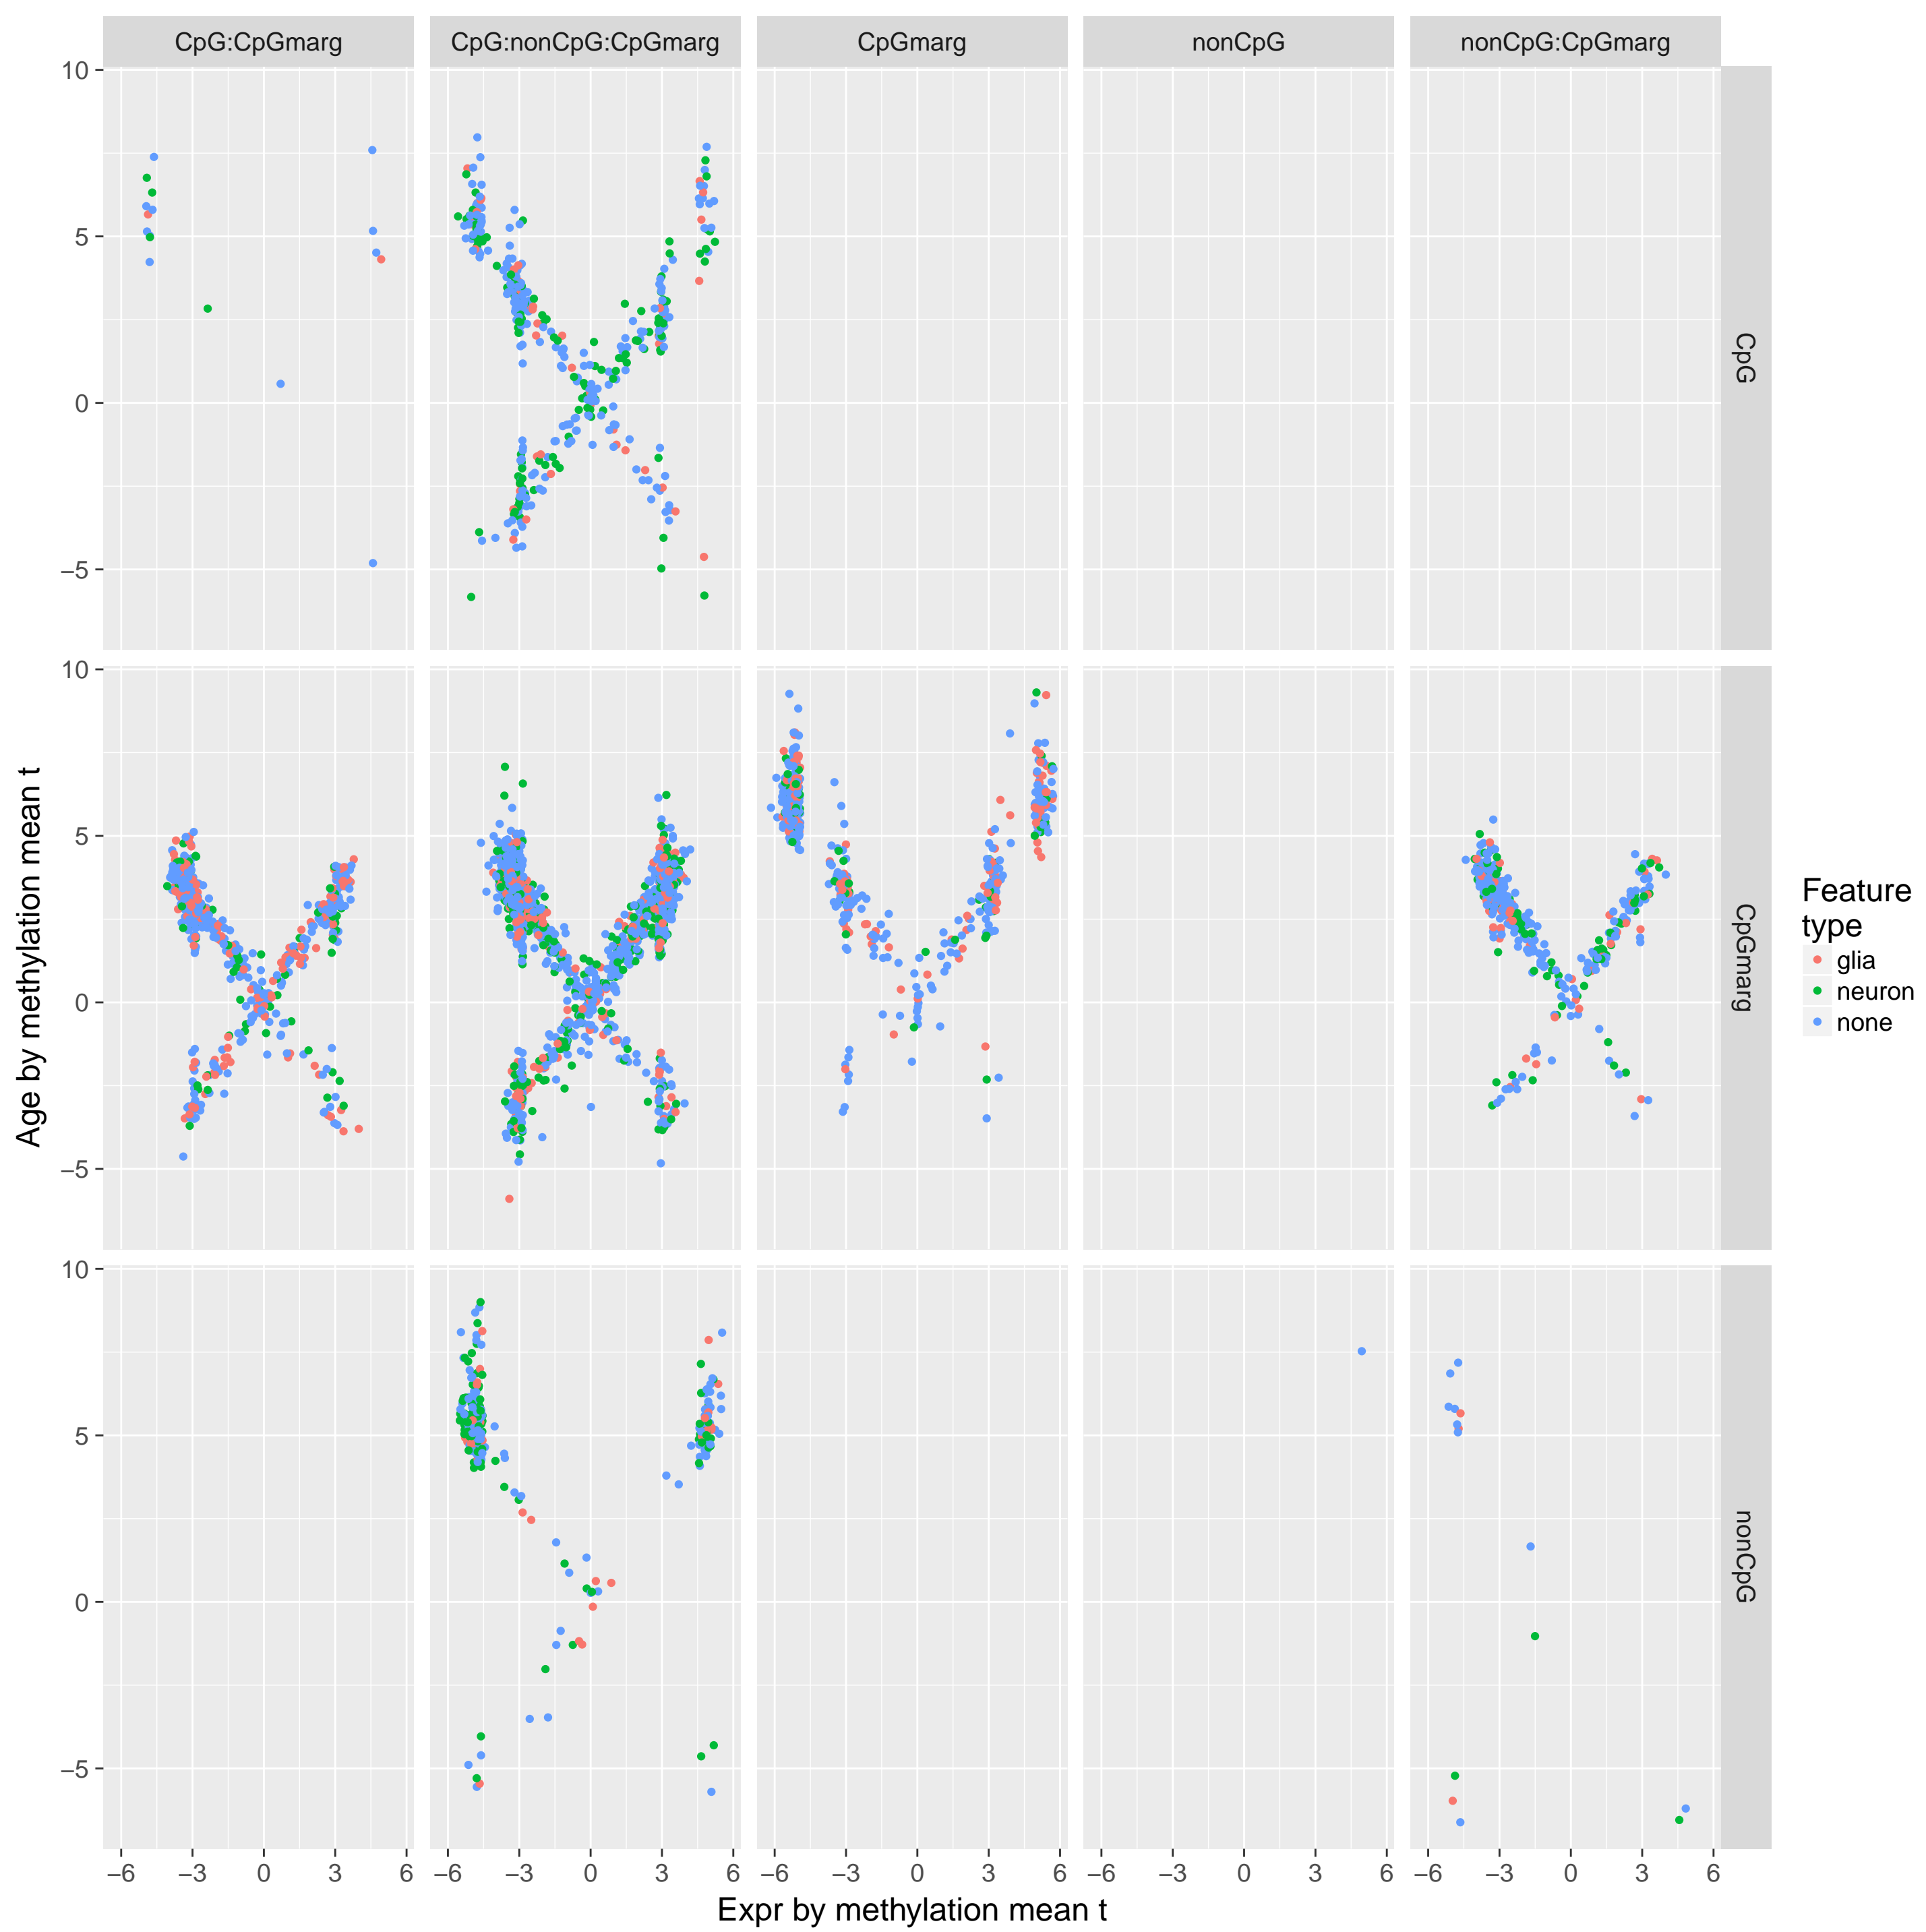 CpG:CpGmarg
CpG:nonCpG:CpGmarg
CpGmarg
nonCpG
nonCpG:CpGmarg
10
5
0
−5
CpG
10
5
0
−5
CpGmarg
10
5
0
−5
nonCpG
−6 −3 0 3 6
−6 −3 0 3 6
−6 −3 0 3 6
−6 −3 0 3 6
−6 −3 0 3 6
Expr by methylation mean t
Age by methylation mean t
Feature
type
glia
neuron
none